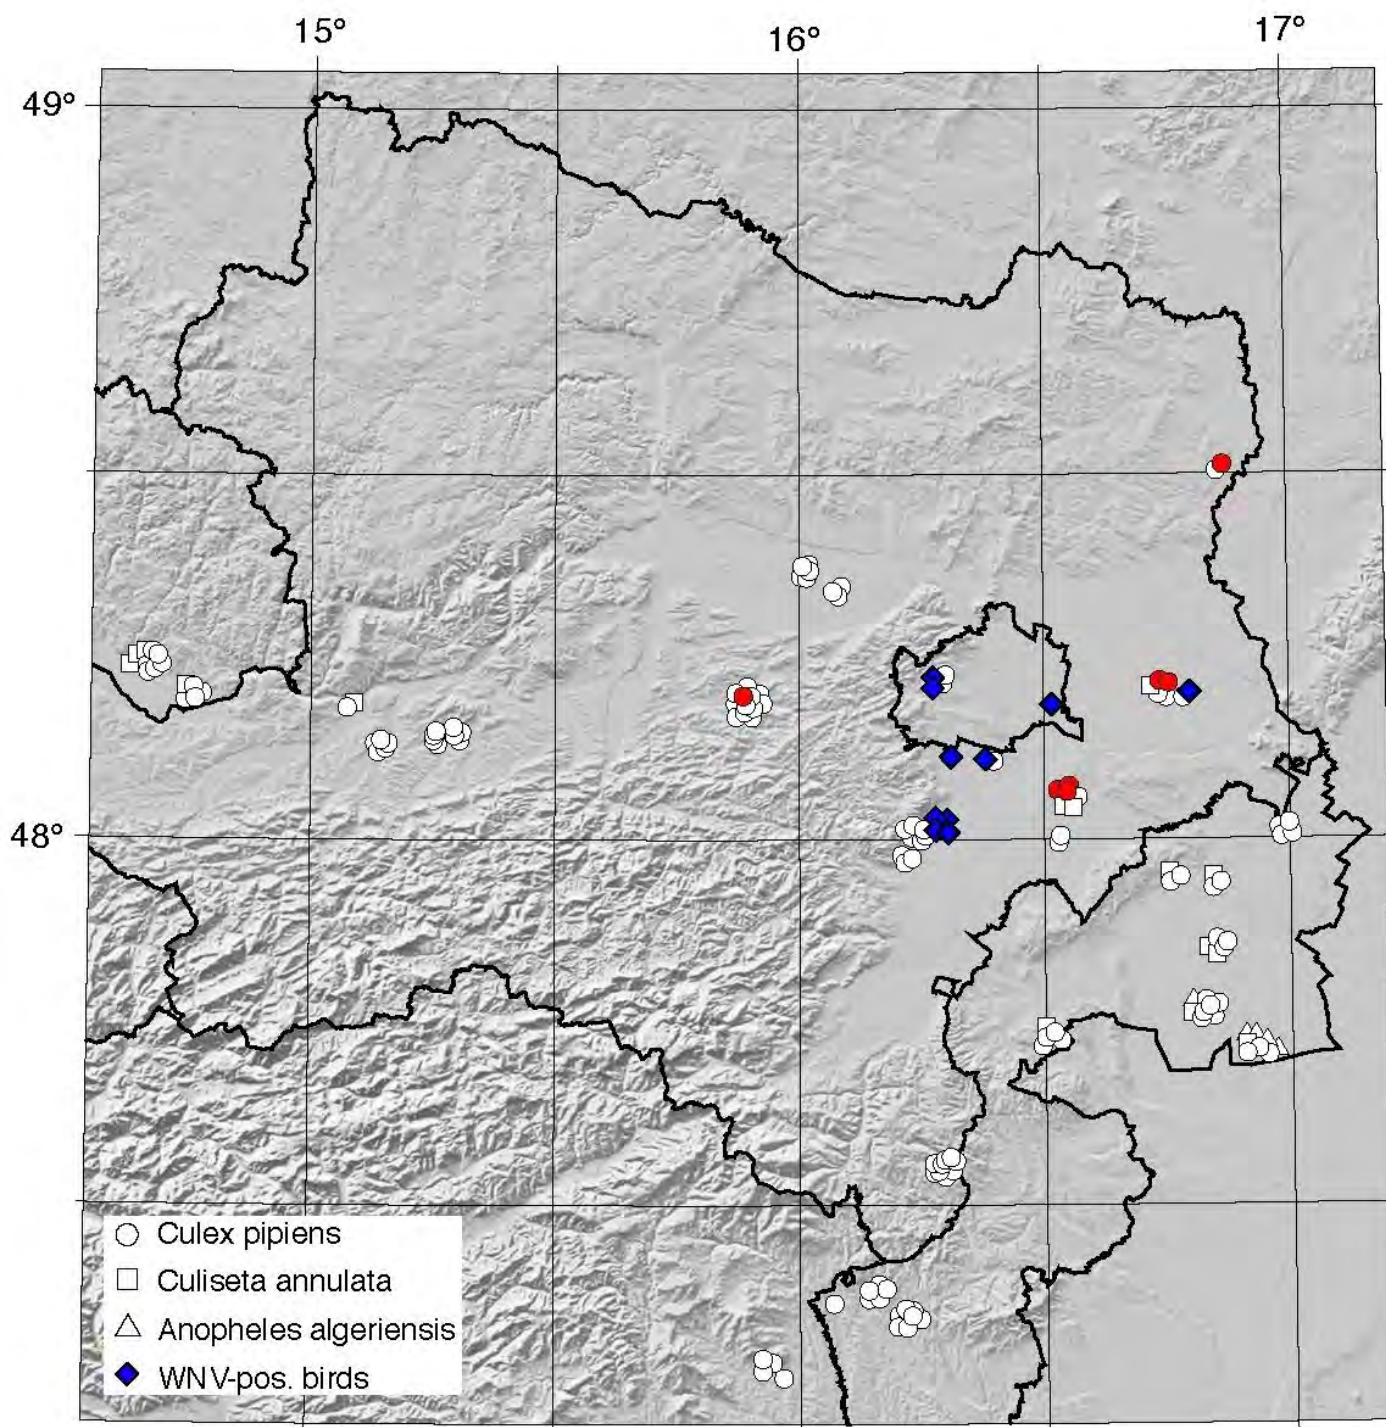 15° 16° 17°
49°
48°
Culex pipiens
Culiseta annulata
Anopheles algeriensis
WNV-pos. birds